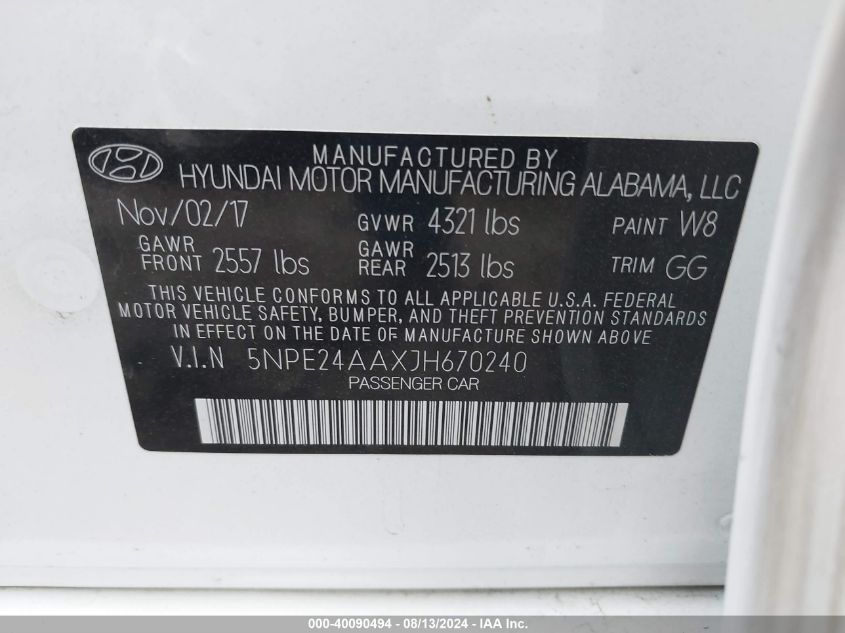 MANUFACTURED BY
HYUNDAI MOTOR MANUFACTURING ALABAMA, LLC
Nov/02/17 GVWR 4321 lbs PAINT W8
GAWR FRONT 2557 lbs GAWR REAR 2513 lbs TRIM GG
THIS VEHICLE CONFORMS TO ALL APPLICABLE U.S.A. FEDERAL
MOTOR VEHICLE SAFETY, BUMPER, AND THEFT PREVENTION STANDARDS
IN EFFECT ON THE DATE OF MANUFACTURE SHOWN ABOVE
V.I.N 5NPE24AAXJH670240
PASSENGER CAR
000-40090494 - 08/13/2024 - IAA Inc.